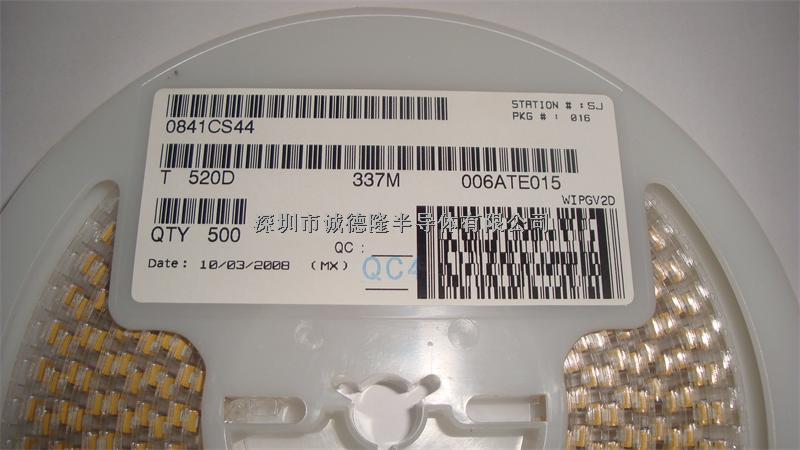 0841CS44
STATION # : SJ
PKG # : 016
T 520D 337M 006ATE015
WIPGV2D
QTY 500
深圳市诚德隆半导体有限公司
QC : ____
QC4
Date: 10/03/2008 (MX)